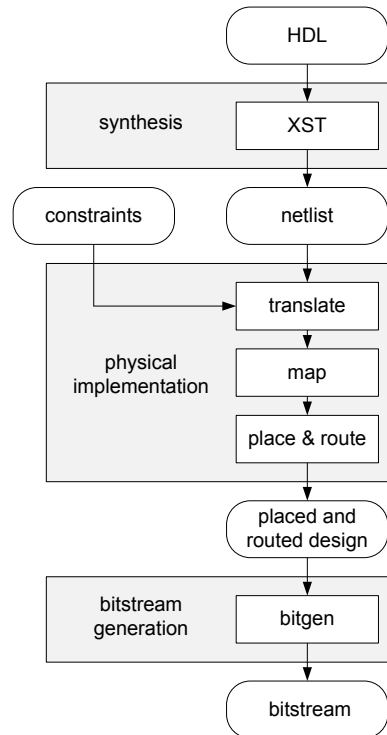 HDL
synthesis
XST
constraints
netlist
translate
physical
implementation
map
place & route
placed and
routed design
bitstream
generation
bitgen
bitstream